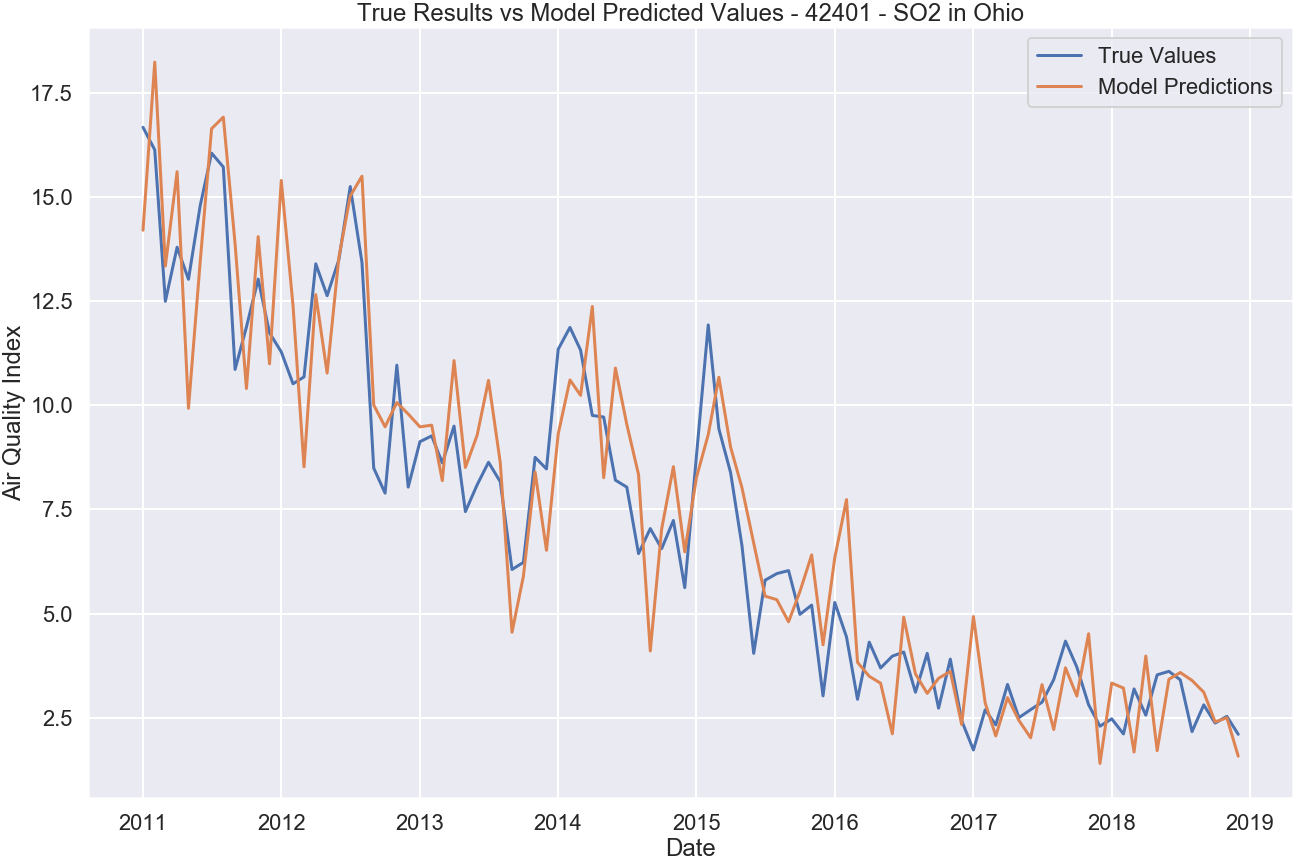 True Results vs Model Predicted Values - 42401 - SO2 in Ohio
True Values
Model Predictions
Air Quality Index
17.5
15.0
12.5
10.0
7.5
5.0
2.5
2011 2012 2013 2014 2015 2016 2017 2018 2019
Date